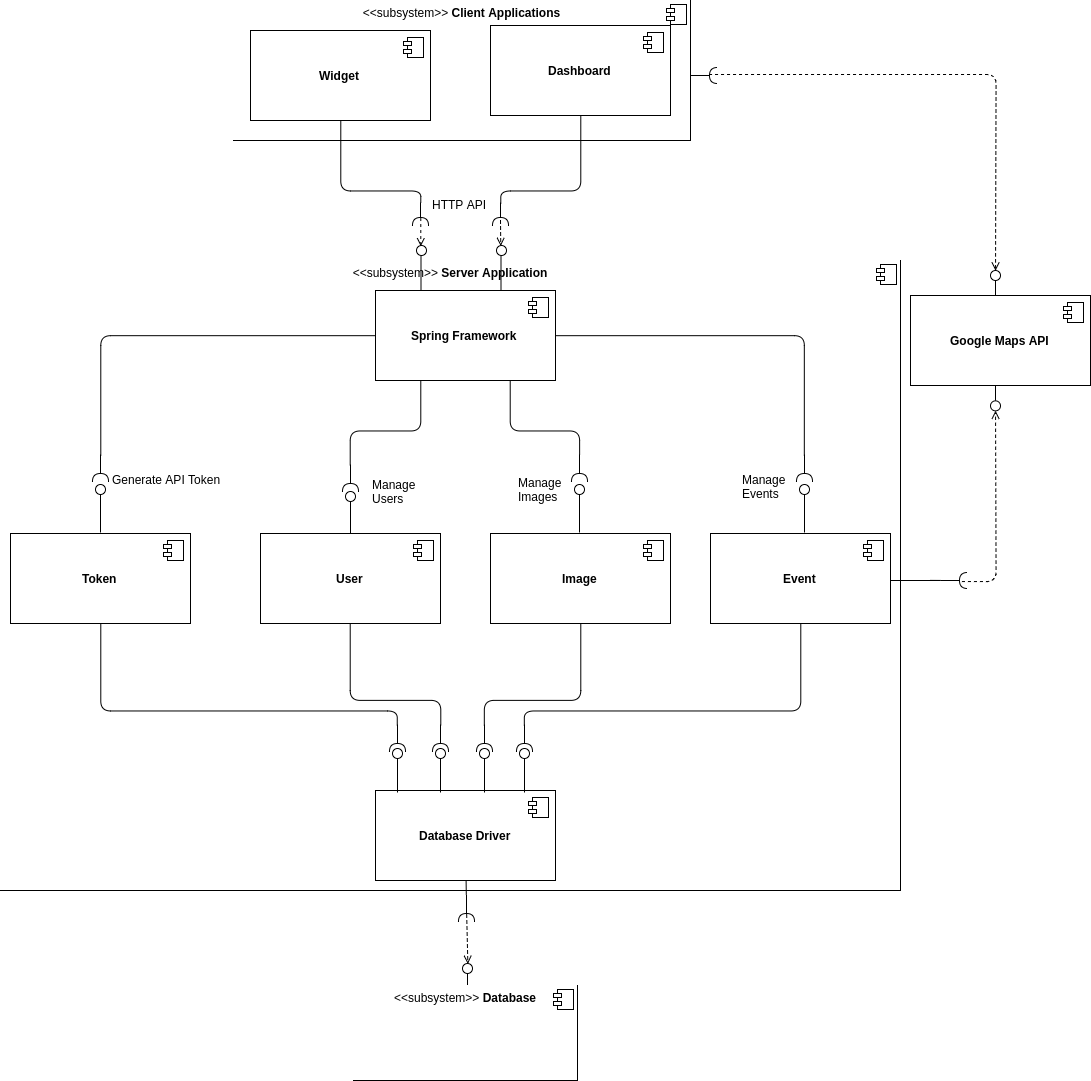 <<subsystem>> Client Applications
Widget
Dashboard
HTTP API
<<subsystem>> Server Application
Spring Framework
Google Maps API
Generate API Token
Manage
Users
Manage
Images
Manage
Events
Token
User
Image
Event
Database Driver
<<subsystem>> Database